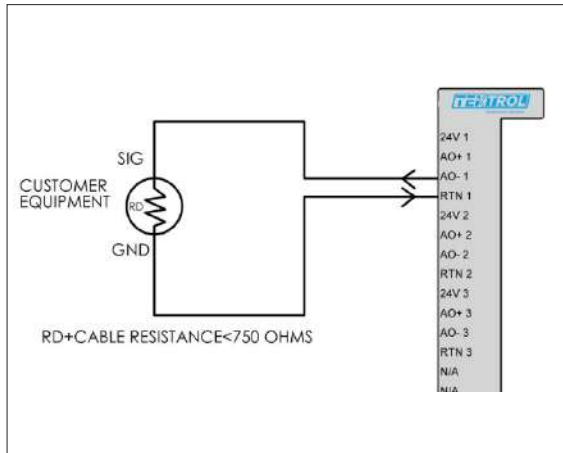 24V 1
AO+ 1
AO- 1
RTN 1
24V 2
AO+ 2
AO- 2
RTN 2
24V 3
AO+ 3
AO- 3
RTN 3
N/A
N/A
SIG
CUSTOMER
EQUIPMENT
RD
GND
RD+CABLE RESISTANCE<750 OHMS